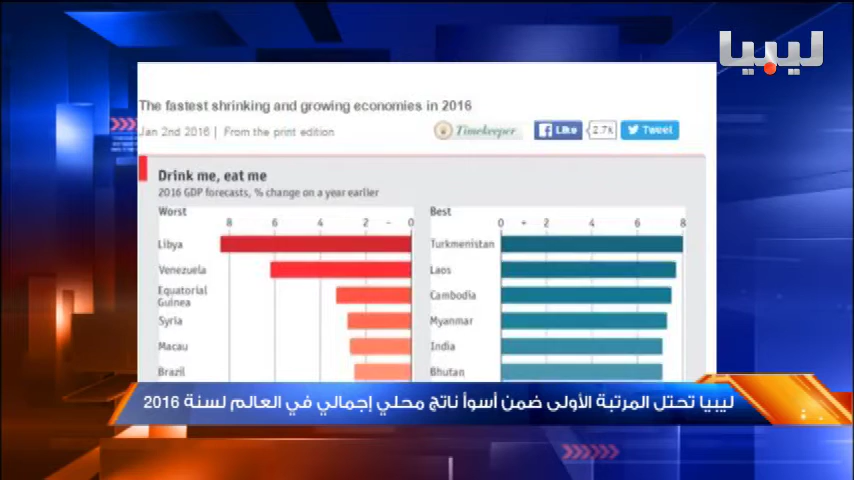 ليبيا
The fastest shrinking and growing economies in 2016
Jan 2nd 2016 | From the print edition
Timekeeper
Like
2.7k
Tweet
Drink me, eat me
2016 GDP forecasts, % change on a year earlier
Worst
8 6 4 2 – 0
Libya
Venezuela
Equatorial
Guinea
Syria
Macau
Brazil
Best
0 + 2 4 6 8
Turkmenistan
Laos
Cambodia
Myanmar
India
Bhutan
ليبيا تحتل المرتبة الأولى ضمن أسوأ ناتج محلي إجمالي في العالم لسنة 2016